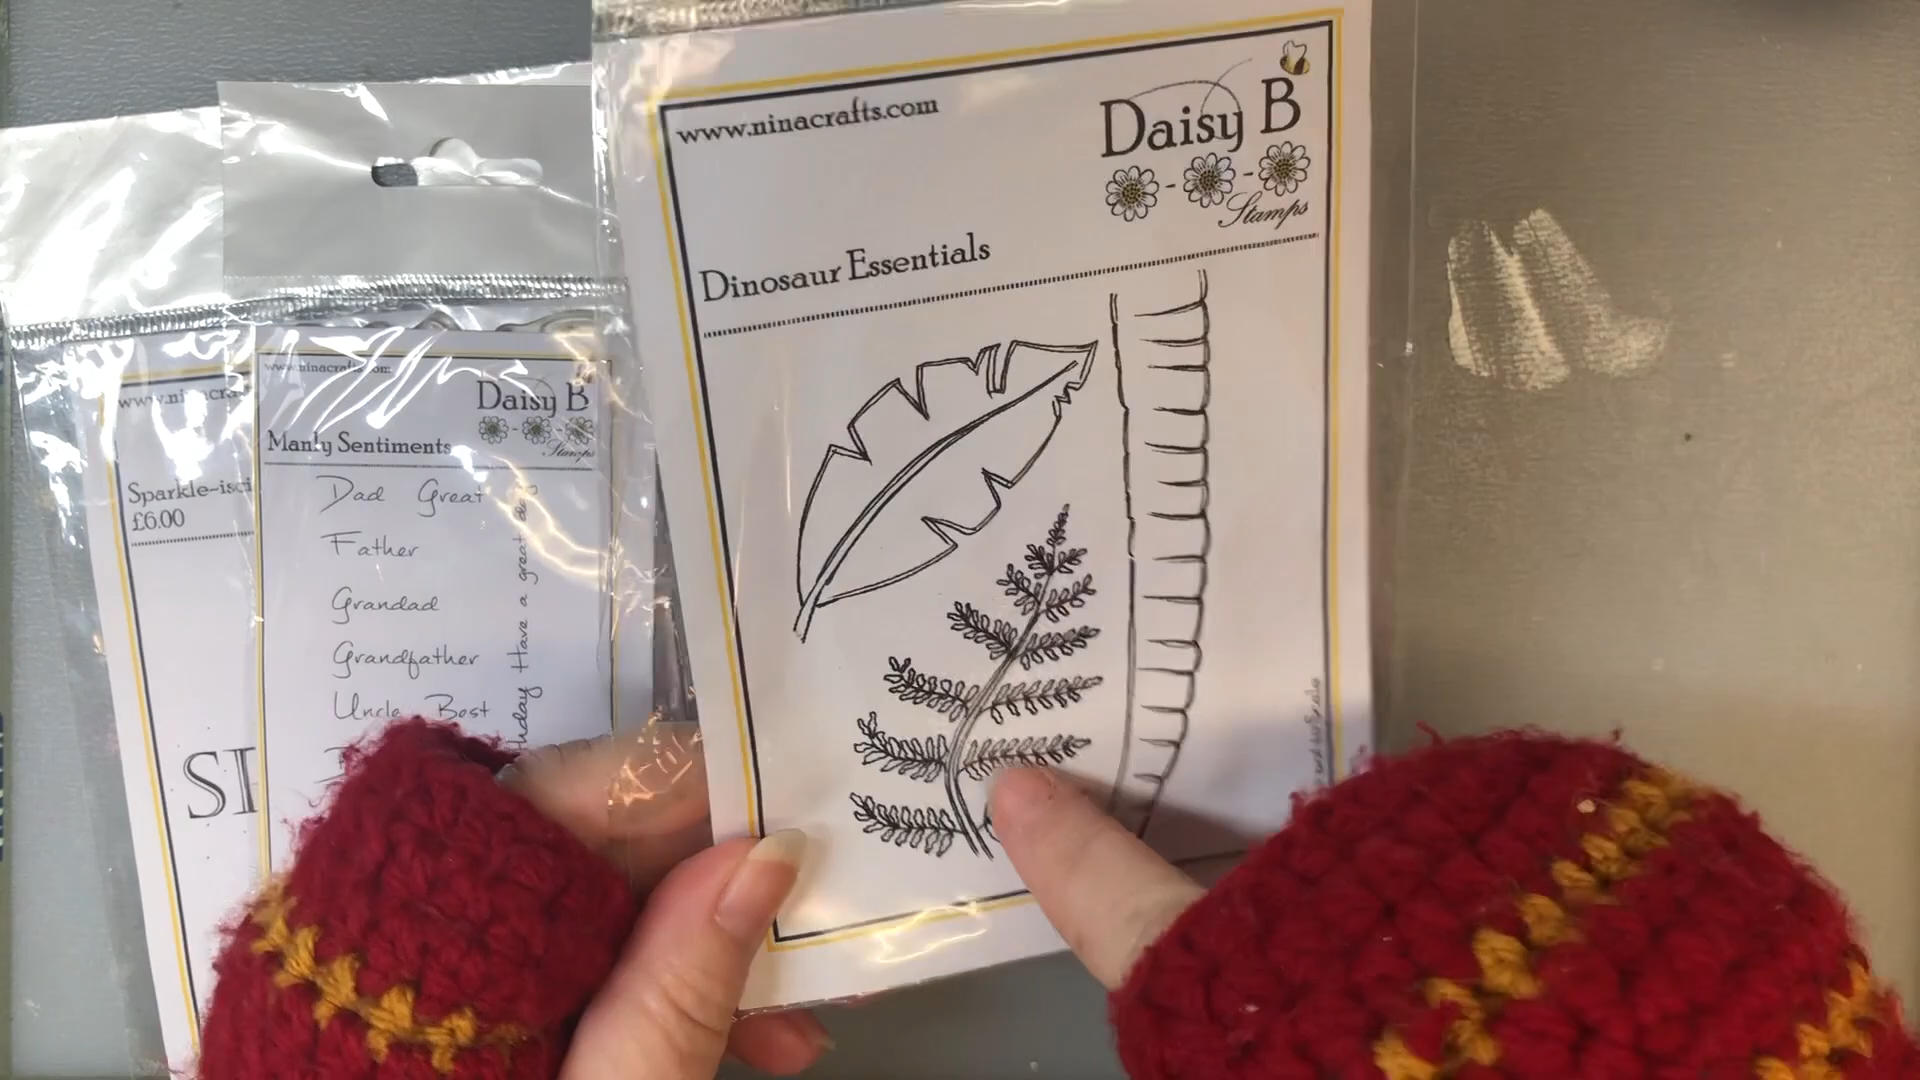 www.ninacrafts.com
Daisy B
Stamps
Dinosaur Essentials
www.ninacrafts.com
Daisy B
Stamps
Manly Sentiments
Dad Great
Father
Grandad
Grandfather
Uncle Best
Have a great day
Sparkle-isci
£6.00